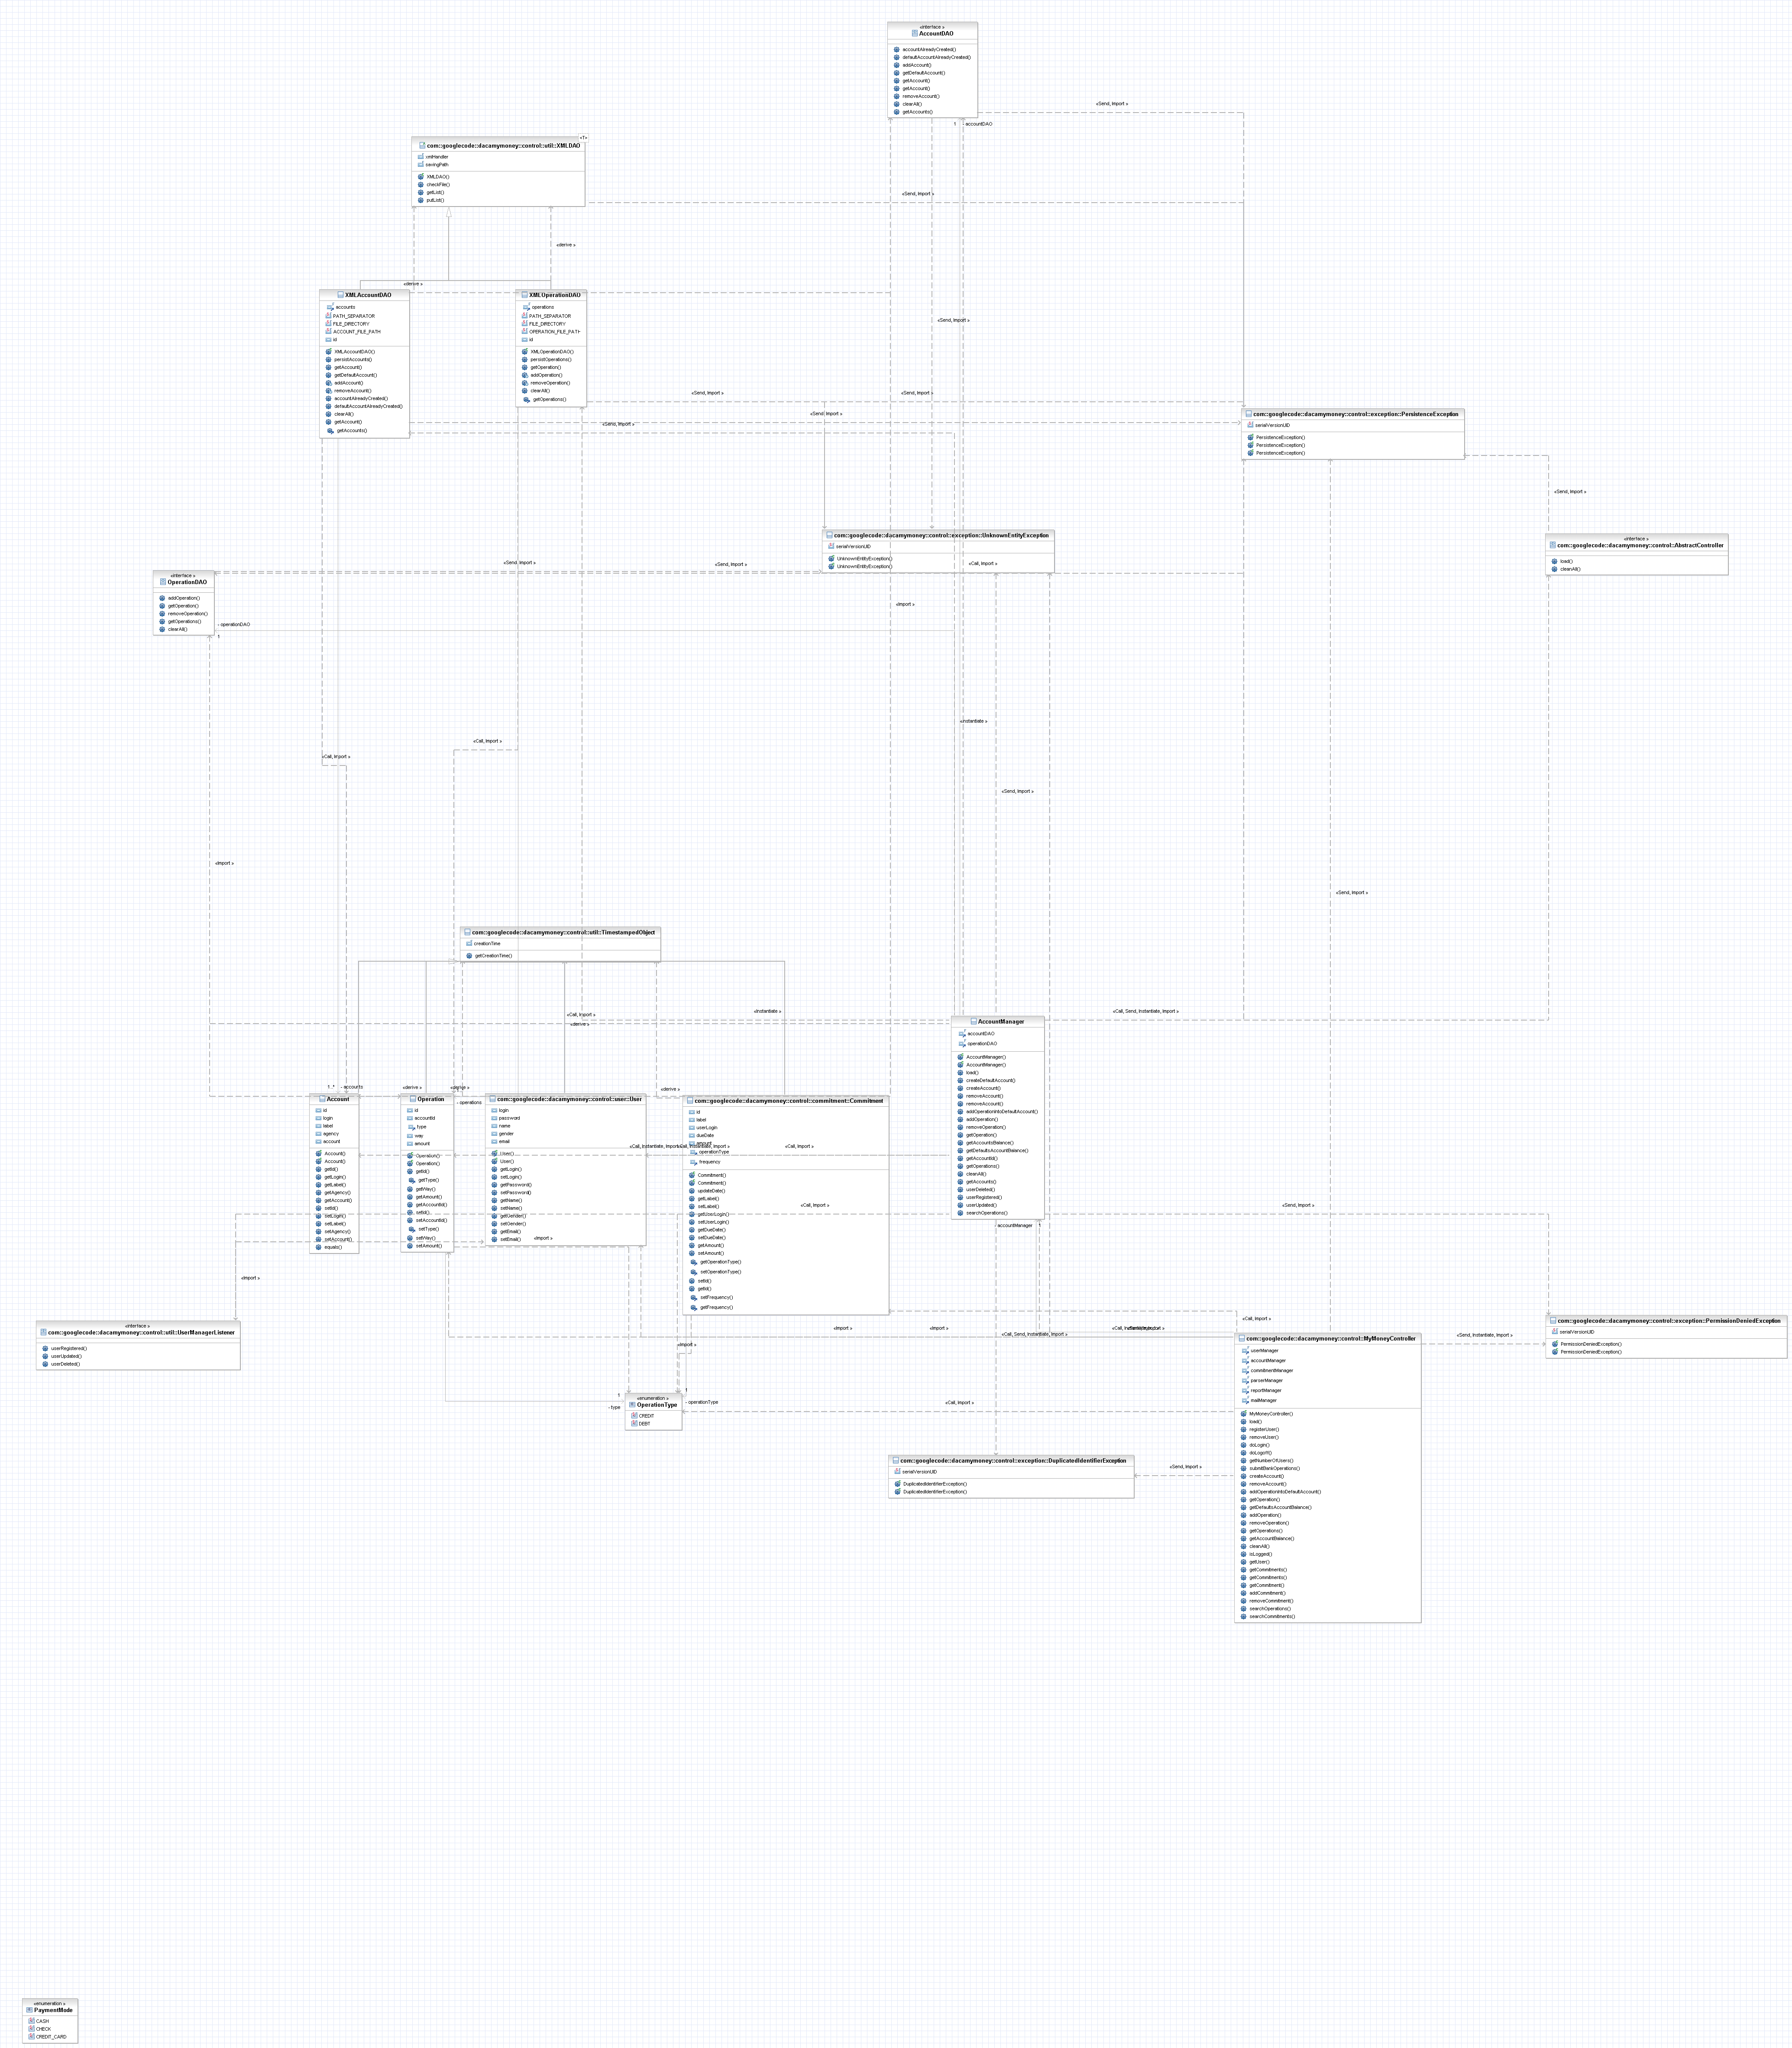 «interface »
AccountDAO
accountAlreadyCreated()
defaultAccountAlreadyCreated()
addAccount()
getDefaultAccount()
getAccount()
getAccount()
removeAccount()
clearAll()
getAccounts()
«Send, Import »
1
- accountDAO
«T»
com::googlecode::dacamymoney::control::util::XMLDAO
xmlHandler
savingPath
XMLDAO()
checkFile()
getList()
putList()
«Send, Import »
«derive »
«derive »
XMLAccountDAO
accounts
PATH_SEPARATOR
FILE_DIRECTORY
ACCOUNT_FILE_PATH
id
XMLAccountDAO()
persistAccounts()
getAccount()
getDefaultAccount()
addAccount()
removeAccount()
accountAlreadyCreated()
defaultAccountAlreadyCreated()
clearAll()
getAccount()
getAccounts()
XMLOperationDAO
operations
PATH_SEPARATOR
FILE_DIRECTORY
OPERATION_FILE_PATH
id
XMLOperationDAO()
persistOperations()
getOperation()
addOperation()
removeOperation()
clearAll()
getOperations()
«Send, Import »
«Send, Import »
«Send, Import »
«Send, Import »
«Send, Import »
com::googlecode::dacamymoney::control::exception::PersistenceException
serialVersionUID
PersistenceException()
PersistenceException()
PersistenceException()
«Send, Import »
com::googlecode::dacamymoney::control::exception::UnknownEntityException
serialVersionUID
UnknownEntityException()
UnknownEntityException()
«Call, Import »
«interface »
com::googlecode::dacamymoney::control::AbstractController
load()
cleanAll()
«Send, Import »
«Send, Import »
«interface »
OperationDAO
addOperation()
getOperation()
removeOperation()
getOperations()
clearAll()
- operationDAO
1
«Import »
«Instantiate »
«Call, Import »
«Call, Import »
«Send, Import »
«Import »
«Send, Import »
com::googlecode::dacamymoney::control::util::TimestampedObject
creationTime
getCreationTime()
«Call, Import »
«Instantiate »
«Call, Send, Instantiate, Import »
«derive »
AccountManager
accountDAO
operationDAO
AccountManager()
AccountManager()
load()
createDefaultAccount()
createAccount()
removeAccount()
removeAccount()
addOperationIntoDefaultAccount()
addOperation()
removeOperation()
getOperation()
getAccountsBalance()
getDefaultsAccountBalance()
getAccountId()
getOperations()
cleanAll()
getAccounts()
userDeleted()
userRegistered()
userUpdated()
searchOperations()
1..*
- accounts
«derive »
«derive »
- operations
«derive »
Account
id
login
label
agency
account
Account()
Account()
getId()
getLogin()
getLabel()
getAgency()
getAccount()
setId()
setLogin()
setLabel()
setAgency()
setAccount()
equals()
Operation
id
accountId
type
way
amount
Operation()
Operation()
getId()
getType()
getWay()
getAmount()
getAccountId()
setId()
setAccountId()
setType()
setWay()
setAmount()
com::googlecode::dacamymoney::control::user::User
login
password
name
gender
email
User()
User()
getLogin()
setLogin()
getPassword()
setPassword()
getName()
setName()
getGender()
setGender()
getEmail()
setEmail()
«Import »
com::googlecode::dacamymoney::control::commitment::Commitment
id
label
userLogin
dueDate
amount
operationType
frequency
Commitment()
Commitment()
updateDate()
getLabel()
setLabel()
getUserLogin()
setUserLogin()
getDueDate()
setDueDate()
getAmount()
setAmount()
getOperationType()
setOperationType()
setId()
getId()
setFrequency()
getFrequency()
«Call, Instantiate, Import
Call, Instantiate, Import »
«Call, Import »
«Call, Import »
«Send, Import »
- accountManager
1
«Import »
«interface »
com::googlecode::dacamymoney::control::util::UserManagerListener
userRegistered()
userUpdated()
userDeleted()
«Import »
«Import »
«Import »
«Call, Send, Instantiate, Import »
«Call, Import »
com::googlecode::dacamymoney::control::exception::PermissionDeniedException
serialVersionUID
PermissionDeniedException()
PermissionDeniedException()
«Send, Instantiate, Import »
com::googlecode::dacamymoney::control::MyMoneyController
userManager
accountManager
commitmentManager
parserManager
reportManager
mailManager
MyMoneyController()
load()
registerUser()
removeUser()
doLogin()
doLogoff()
getNumberOfUsers()
submitBankOperations()
createAccount()
removeAccount()
addOperationIntoDefaultAccount()
getOperation()
getDefaultsAccountBalance()
addOperation()
removeOperation()
getOperations()
getAccountBalance()
cleanAll()
isLogged()
getUser()
getCommitments()
getCommitments()
getCommitment()
addCommitment()
removeCommitment()
searchOperations()
searchCommitments()
1
- type
1
- operationType
«enumeration »
OperationType
CREDIT
DEBT
«Call, Import »
com::googlecode::dacamymoney::control::exception::DuplicatedIdentifierException
serialVersionUID
DuplicatedIdentifierException()
DuplicatedIdentifierException()
«Send, Import »
«enumeration »
PaymentMode
CASH
CHECK
CREDIT_CARD